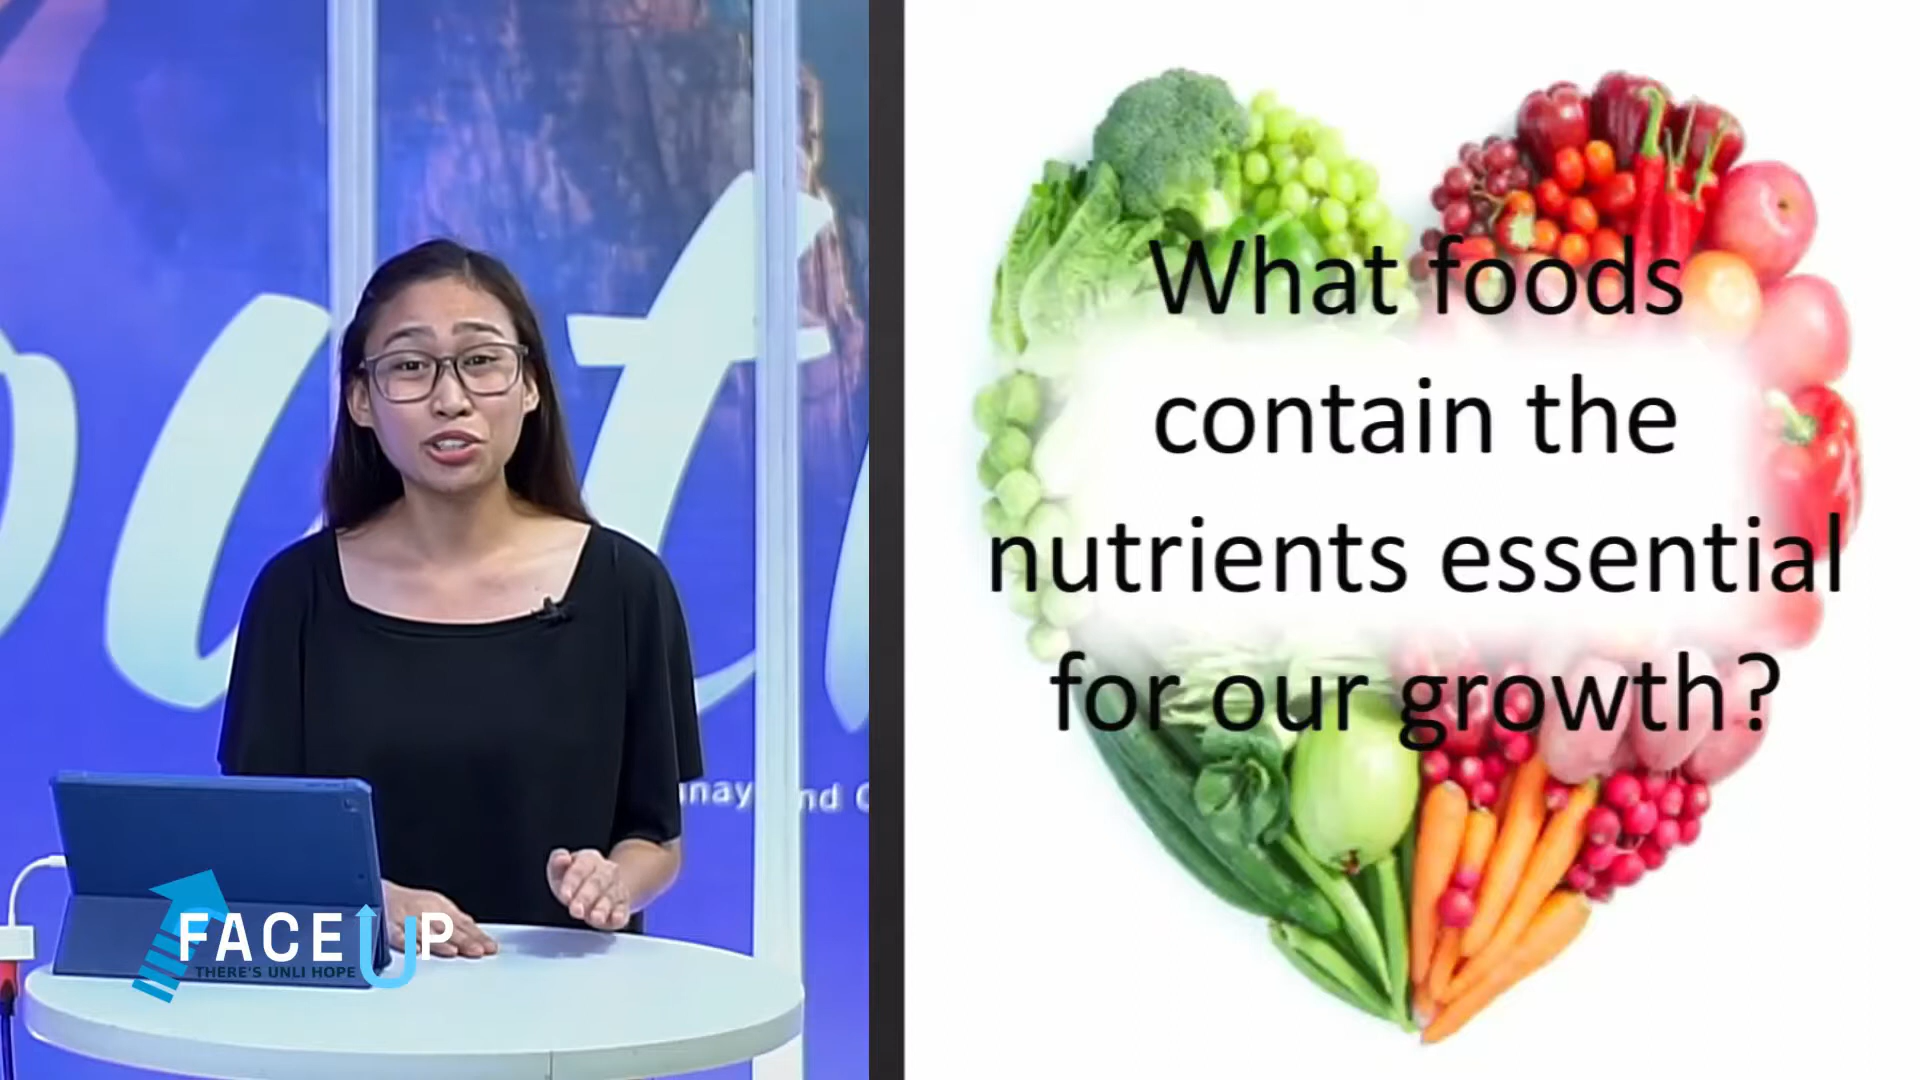 What foods
contain the
nutrients essential
for our growth?
FACE UP
THERE'S UNLI HOPE